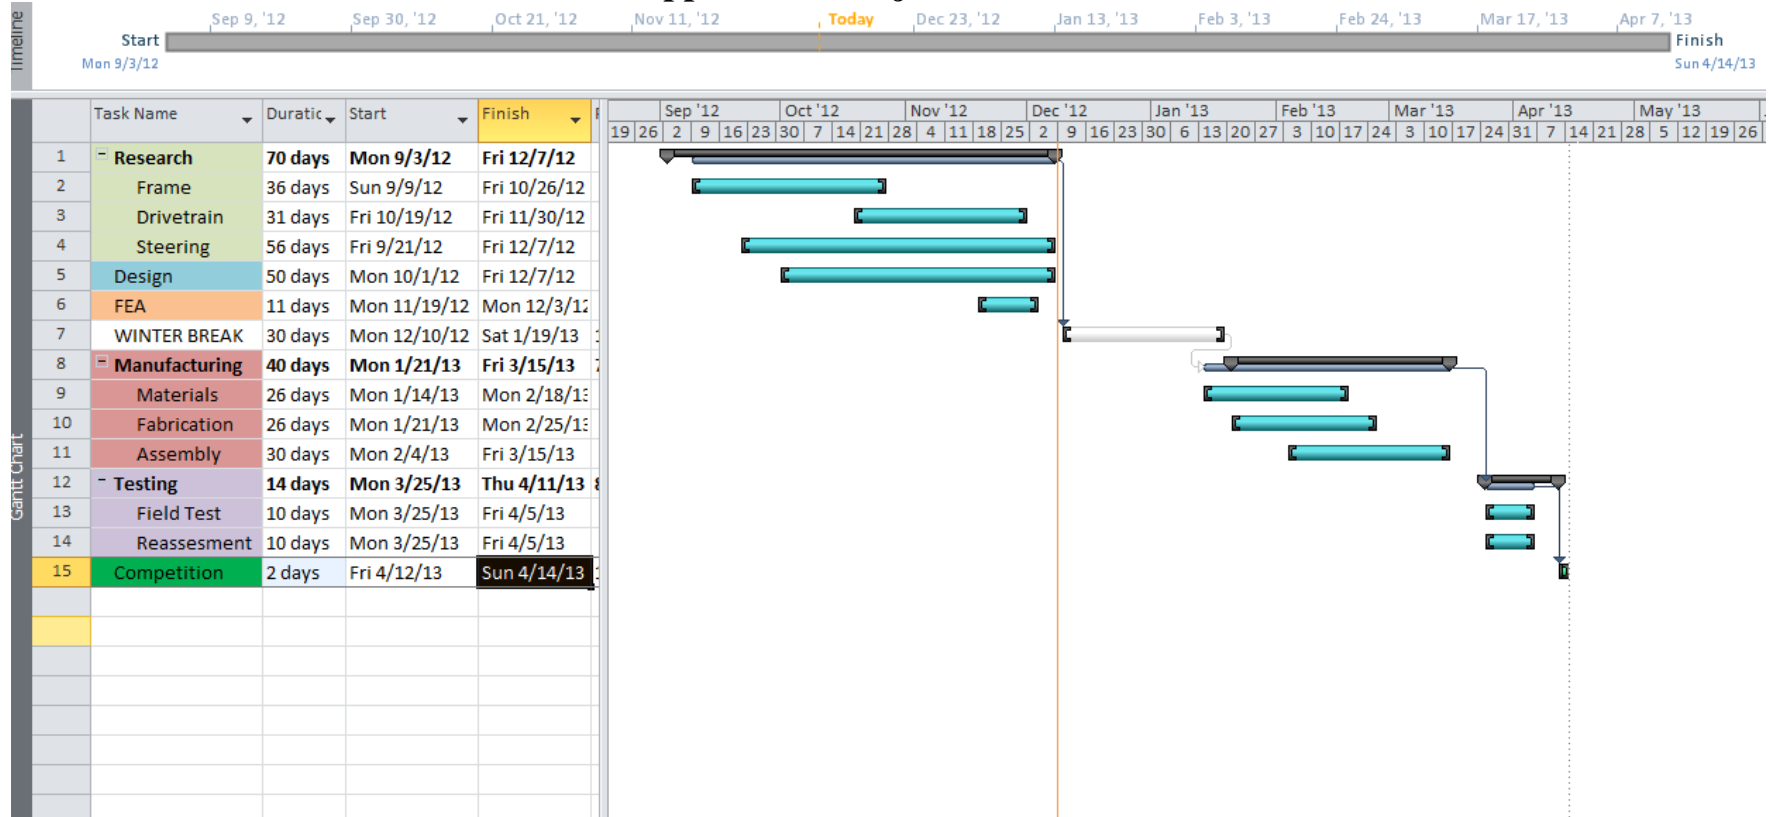 Sep 9, '12 Sep 30, '12 Oct 21, '12 Nov 11, '12 Today Dec 23, '12 Jan 13, '13 Feb 3, '13 Feb 24, '13 Mar 17, '13 Apr 7, '13
Start Finish
Mon 9/3/12 Sun 4/14/13
Timeline
Task Name Duratic Start Finish
Sep '12 Oct '12 Nov '12 Dec '12 Jan '13 Feb '13 Mar '13 Apr '13 May '13
19 26 2 9 16 23 30 7 14 21 28 4 11 18 25 2 9 16 23 30 6 13 20 27 3 10 17 24 3 10 17 24 31 7 14 21 28 5 12 19 26
1 Research 70 days Mon 9/3/12 Fri 12/7/12
2 Frame 36 days Sun 9/9/12 Fri 10/26/12
3 Drivetrain 31 days Fri 10/19/12 Fri 11/30/12
4 Steering 56 days Fri 9/21/12 Fri 12/7/12
5 Design 50 days Mon 10/1/12 Fri 12/7/12
6 FEA 11 days Mon 11/19/12 Mon 12/3/12
7 WINTER BREAK 30 days Mon 12/10/12 Sat 1/19/13
8 Manufacturing 40 days Mon 1/21/13 Fri 3/15/13
9 Materials 26 days Mon 1/14/13 Mon 2/18/13
10 Fabrication 26 days Mon 1/21/13 Mon 2/25/13
11 Assembly 30 days Mon 2/4/13 Fri 3/15/13
12 Testing 14 days Mon 3/25/13 Thu 4/11/13
13 Field Test 10 days Mon 3/25/13 Fri 4/5/13
14 Reassesment 10 days Mon 3/25/13 Fri 4/5/13
15 Competition 2 days Fri 4/12/13 Sun 4/14/13
Gantt Chart